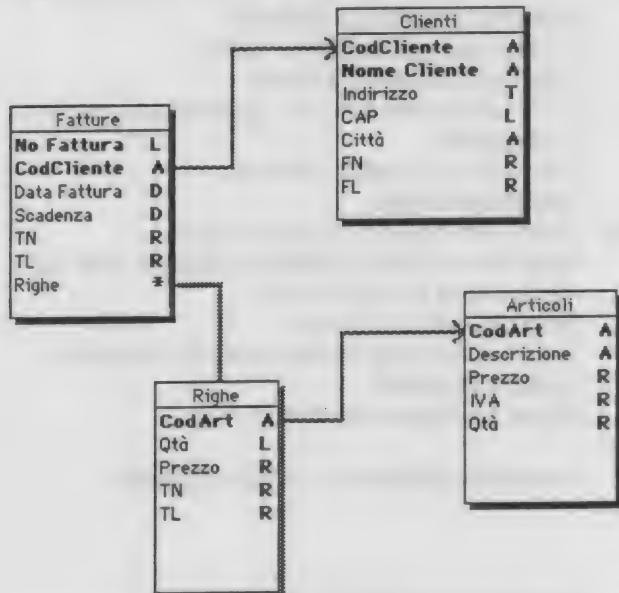 Clienti
CodCliente A
Nome Cliente A
Indirizzo T
CAP L
Città A
FN R
FL R
Fatture
No Fattura L
CodCliente A
Data Fattura D
Scadenza D
TN R
TL R
Righe *
Articoli
CodArt A
Descrizione A
Prezzo R
IVA R
Qtà R
Righe
CodArt A
Qtà L
Prezzo R
TN R
TL R